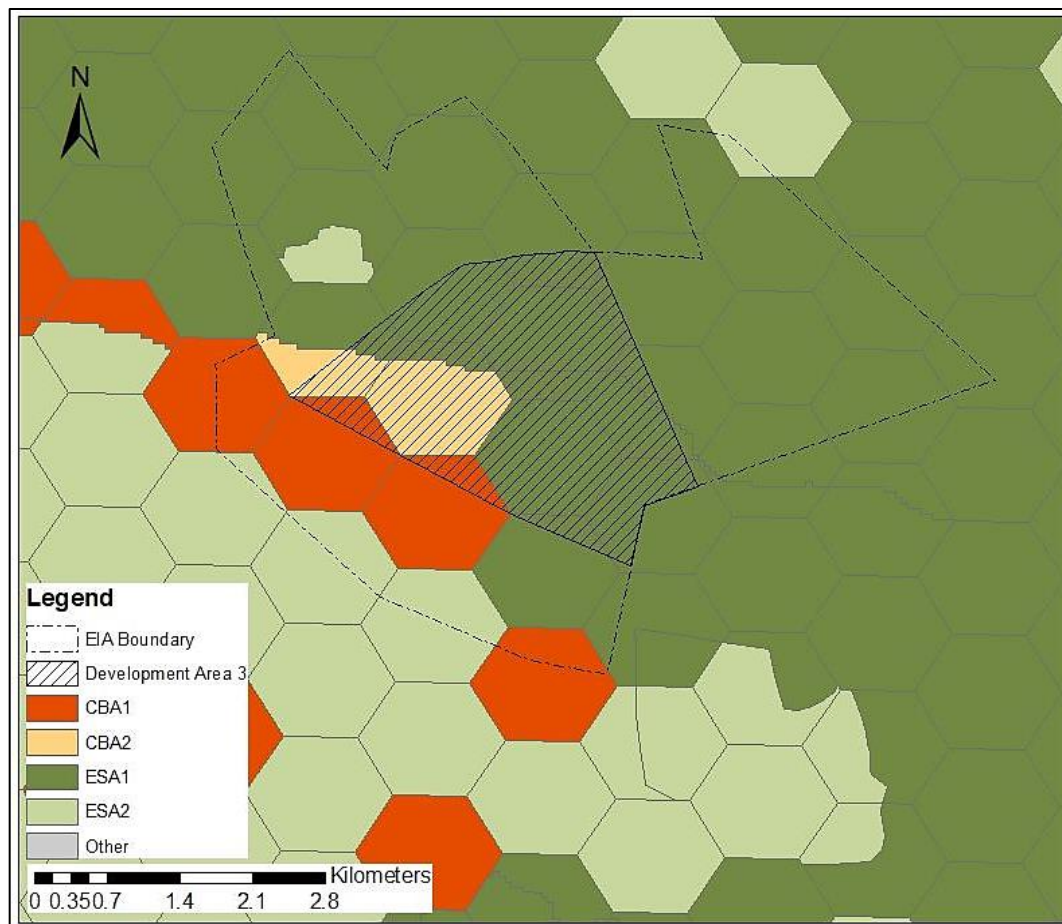 N
Legend
EIA Boundary
Development Area 3
CBA1
CBA2
ESA1
ESA2
Other
Kilometers
0 0.350.7 1.4 2.1 2.8